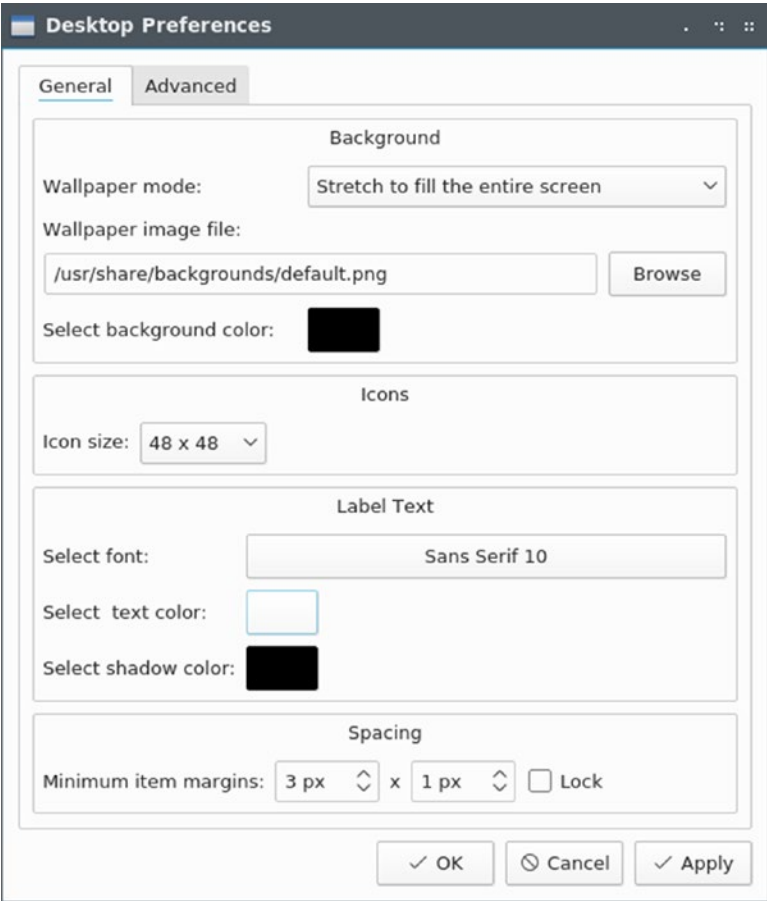 Desktop Preferences
General Advanced
Background
Wallpaper mode: Stretch to fill the entire screen
Wallpaper image file:
/usr/share/backgrounds/default.png Browse
Select background color:
Icons
Icon size: 48 x 48
Label Text
Select font: Sans Serif 10
Select  text color:
Select shadow color:
Spacing
Minimum item margins: 3 px x 1 px Lock
OK Cancel Apply